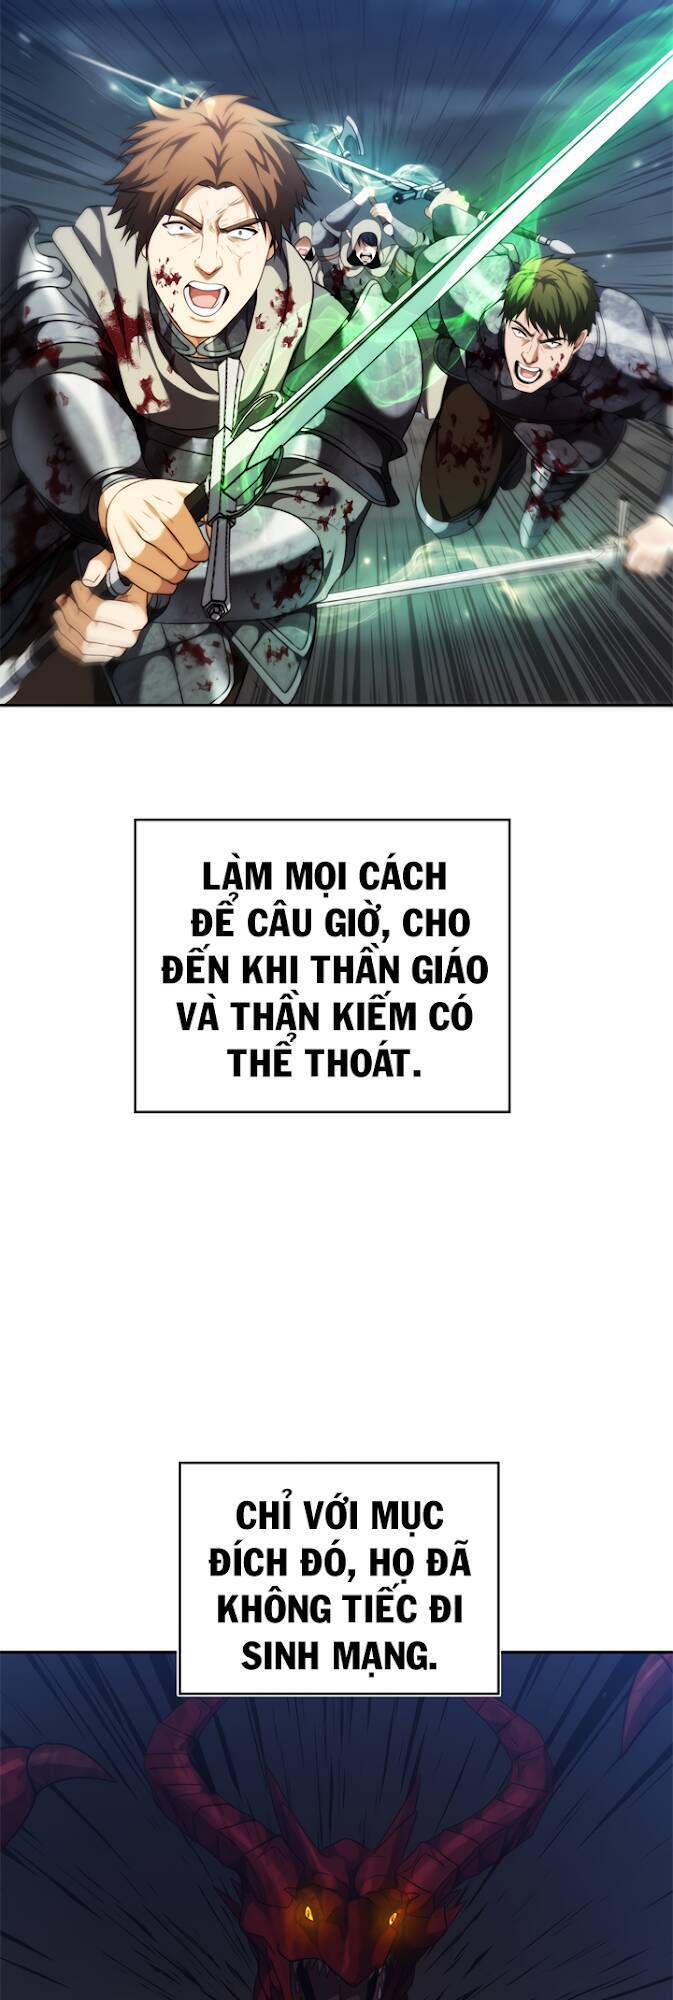 LÀM MỌI CÁCH
ĐỂ CÂU GIỜ, CHO
ĐẾN KHI THẦN GIÁO
VÀ THẦN KIẾM CÓ
THỂ THOÁT.
CHỈ VỚI MỤC
ĐÍCH ĐÓ, HỌ ĐÃ
KHÔNG TIẾC ĐI
SINH MẠNG.